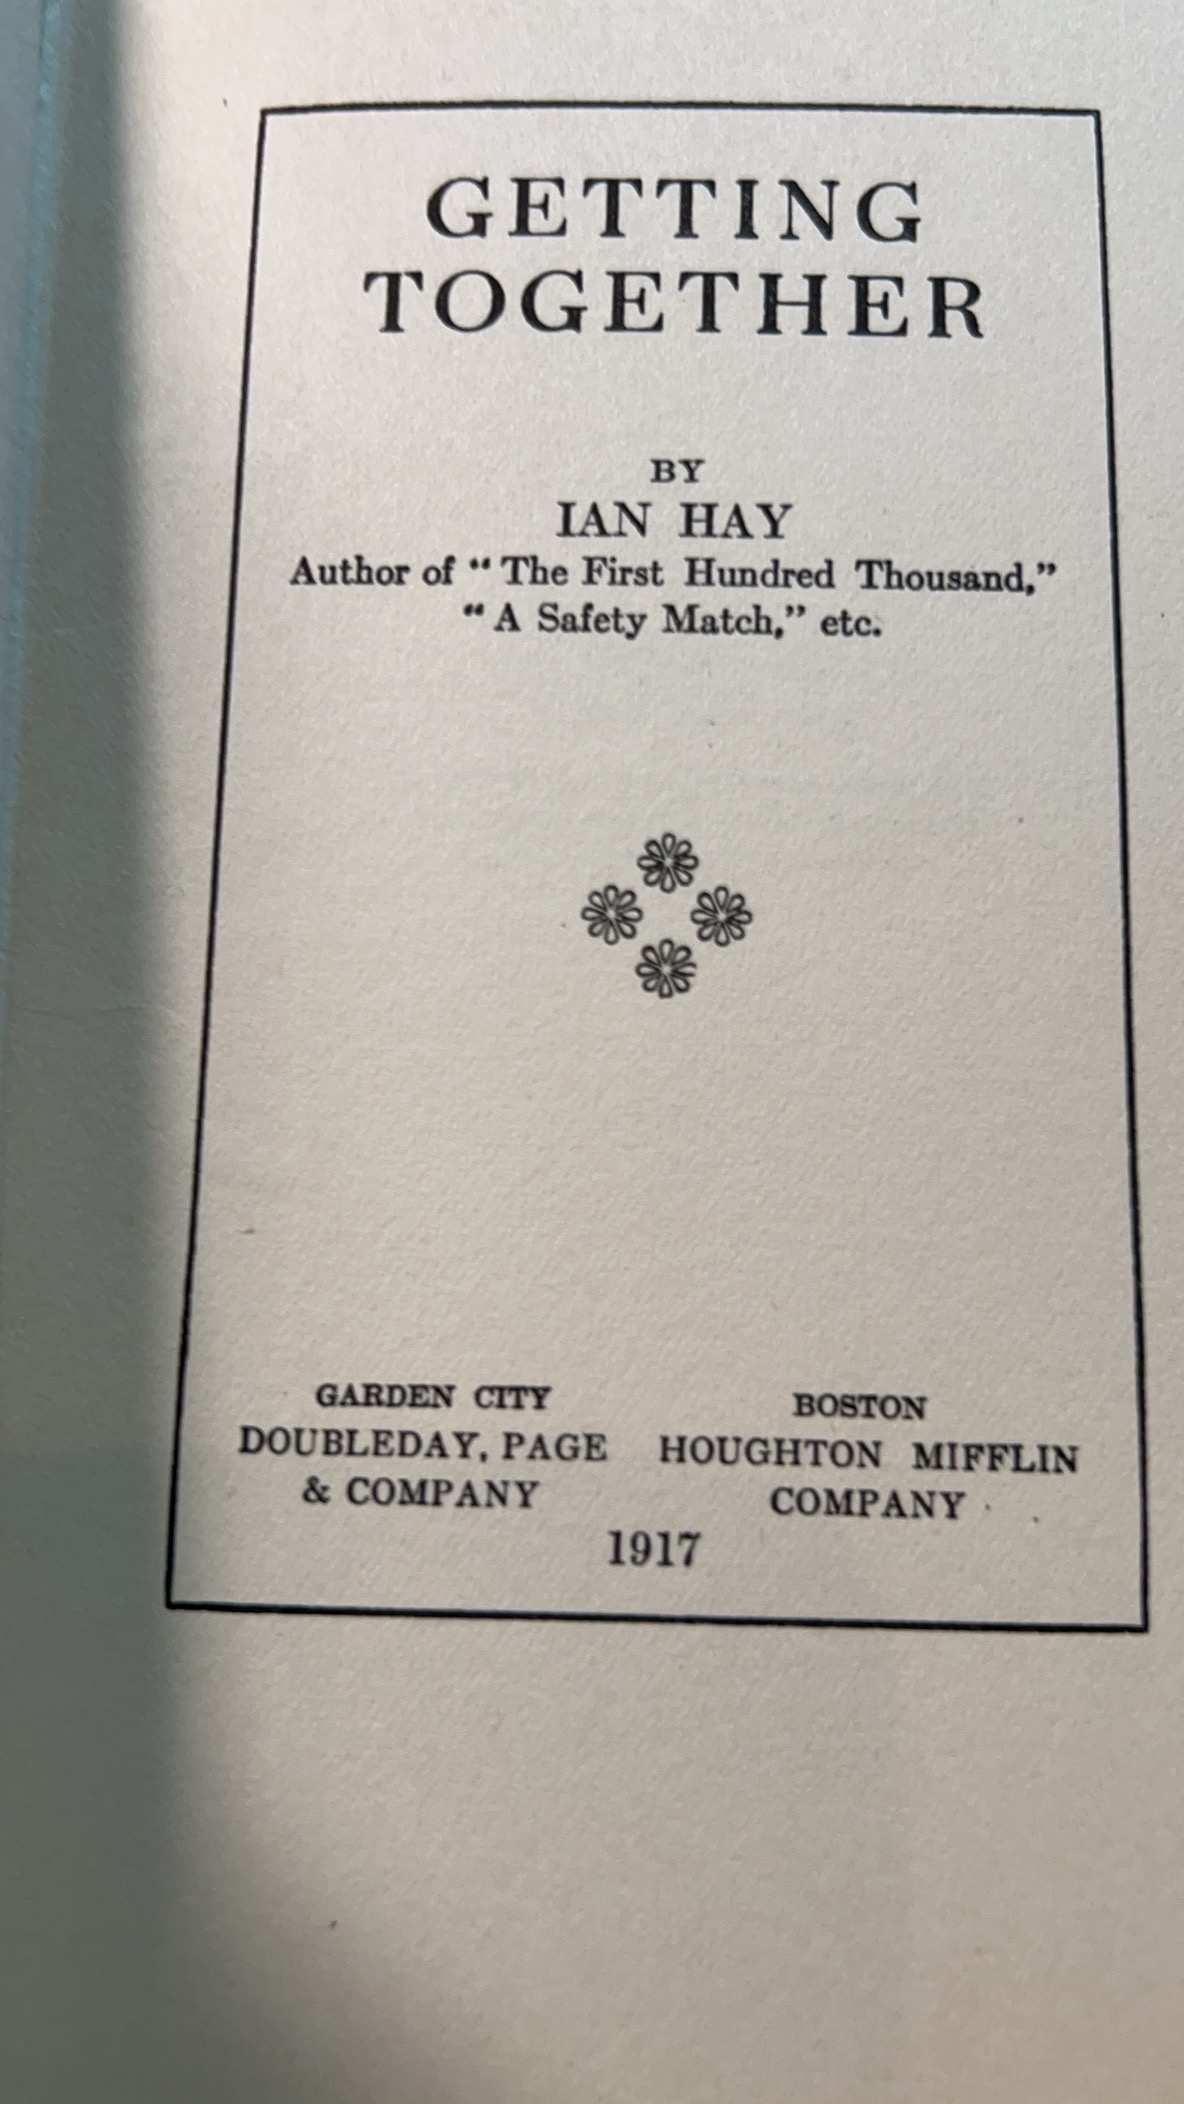 GETTING
TOGETHER
BY
IAN HAY
Author of “The First Hundred Thousand,”
“A Safety Match,” etc.
GARDEN CITY
DOUBLEDAY, PAGE
& COMPANY
BOSTON
HOUGHTON MIFFLIN
COMPANY
1917